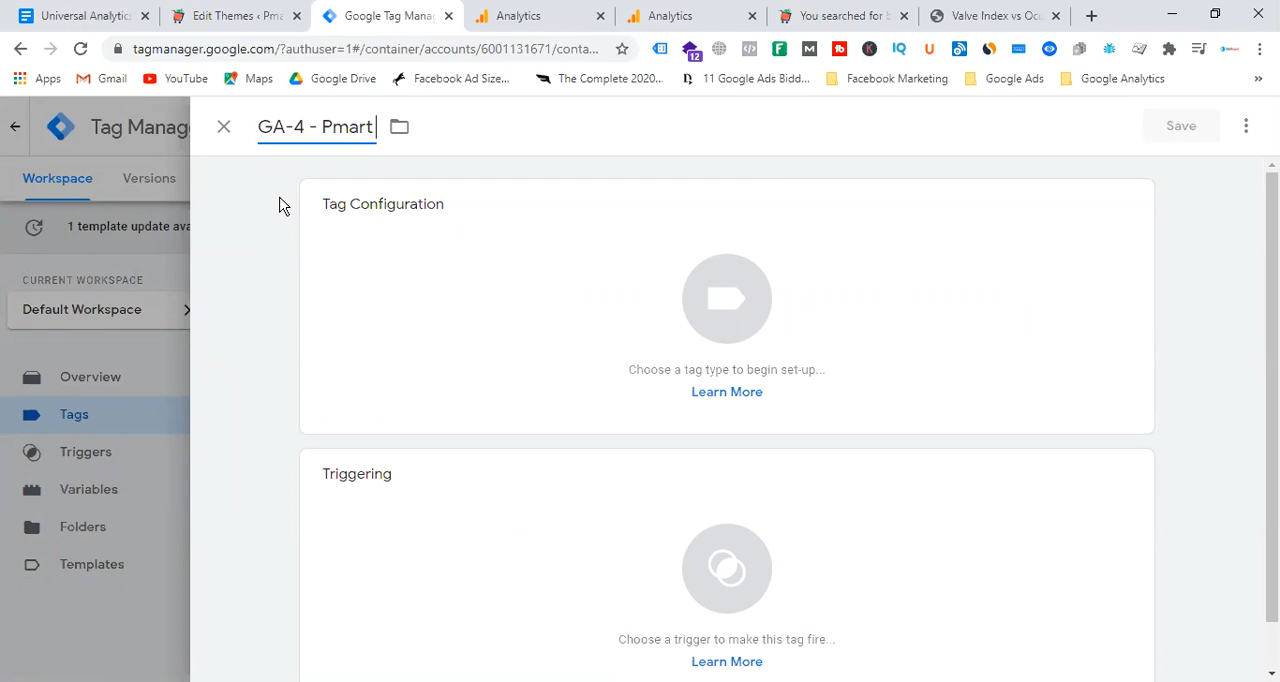 Universal Analytic
Edit Themes ‹ Pma
Google Tag Mana
Analytics
Analytics
You searched for b
Valve Index vs Ocu
tagmanager.google.com/?authuser=1#/container/accounts/6001131671/conta...
12
Apps
Gmail
YouTube
Maps
Google Drive
Facebook Ad Size...
The Complete 2020...
11 Google Ads Bidd...
Facebook Marketing
Google Ads
Google Analytics
»
Tag Manag
GA-4 - Pmart
Save
Workspace
Versions
1 template update ava
CURRENT WORKSPACE
Default Workspace
Overview
Tags
Triggers
Variables
Folders
Templates
Tag Configuration
Choose a tag type to begin set-up...
Learn More
Triggering
Choose a trigger to make this tag fire...
Learn More